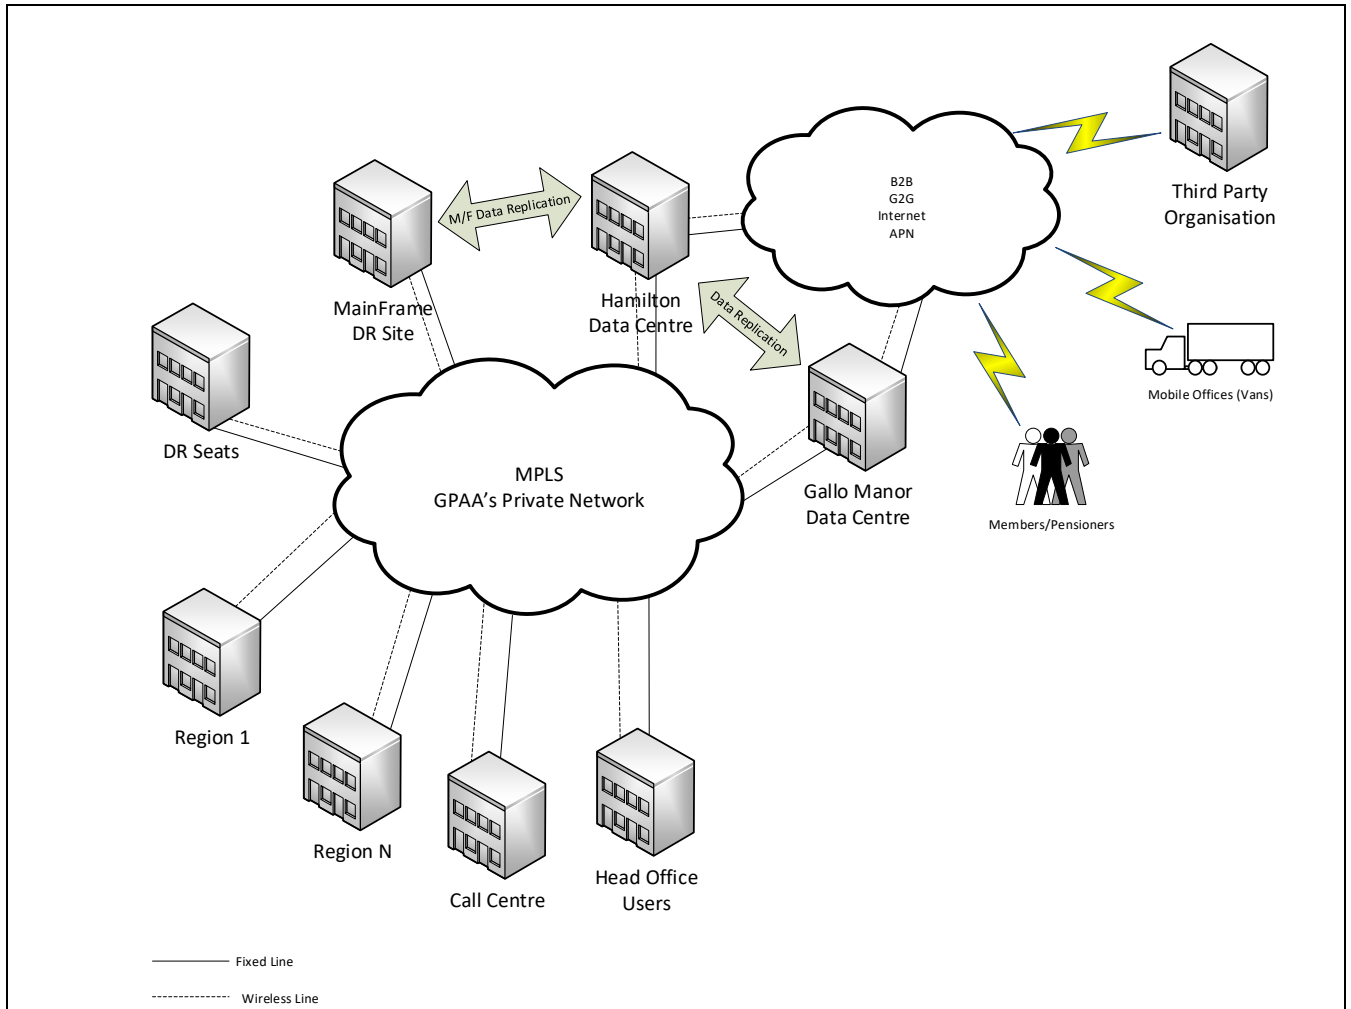 B2B
G2G
Internet
APN
Third Party
Organisation
M/F Data Replication
MainFrame
DR Site
Hamilton
Data Centre
Data Replication
Mobile Offices (Vans)
DR Seats
MPLS
GPAA's Private Network
Gallo Manor
Data Centre
Members/Pensioners
Region 1
Region N
Call Centre
Head Office
Users
Fixed Line
Wireless Line